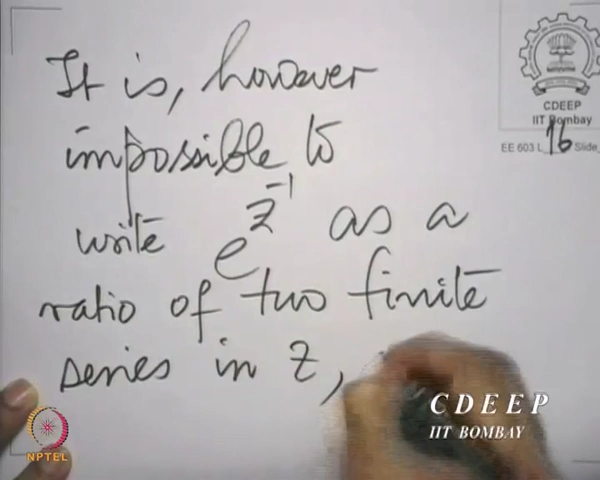 It is, however
impossible to
write e^{z^{-1}} as a
ratio of two finite
series in z,
CDEEP
IIT Bombay
EE 603 L 16 Slide
CDEEP
IIT BOMBAY
NPTEL